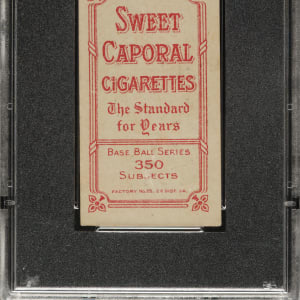 SWEET
CAPORAL
CIGARETTES
The Standard
for Years
BASE BALL SERIES
350
SUBJECTS
FACTORY No. 25, 2d DIST. VA.